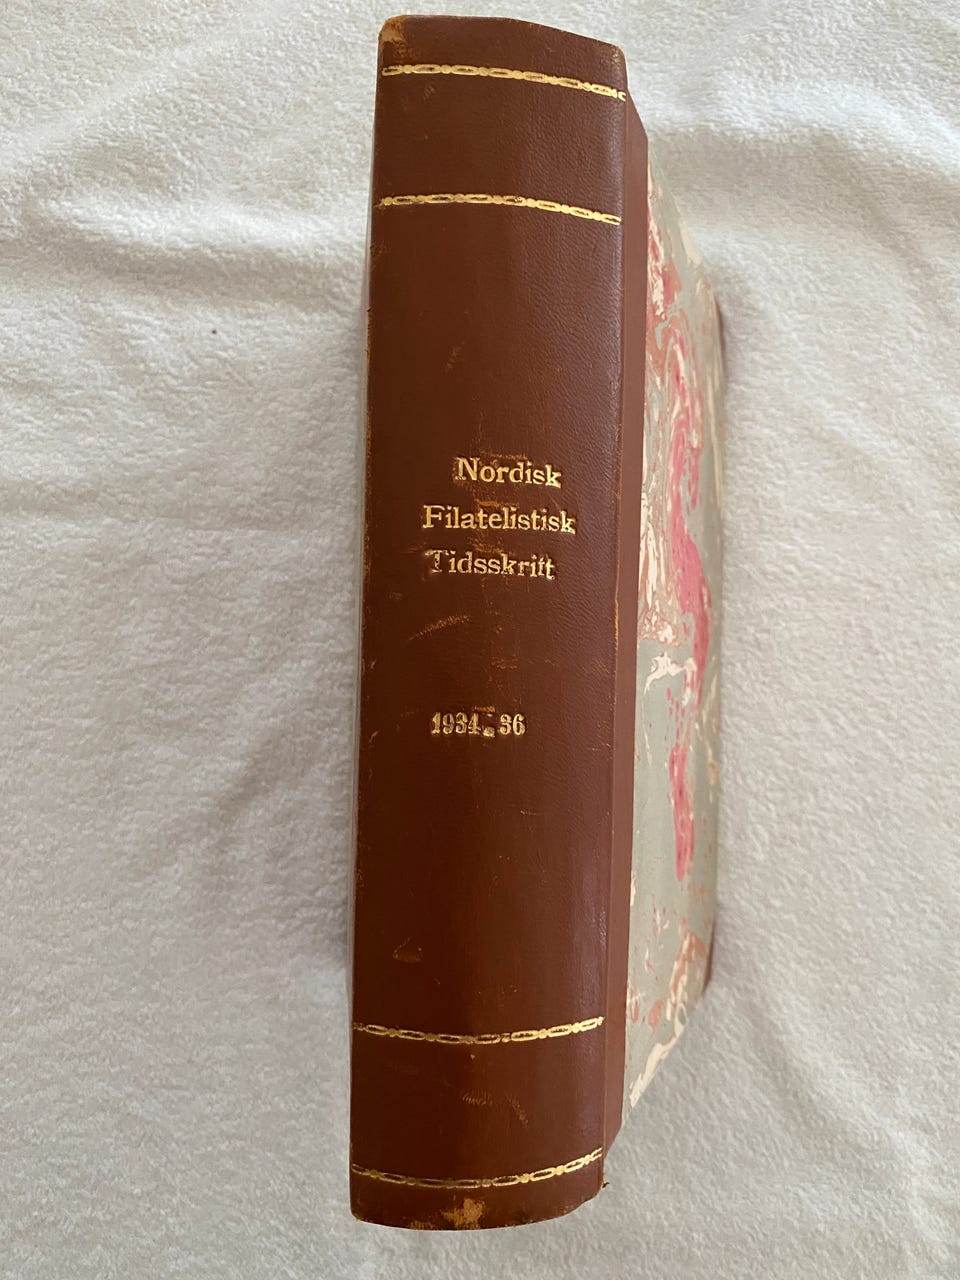 Nordisk
Filatelistisk
Tidsskrift
1934-36